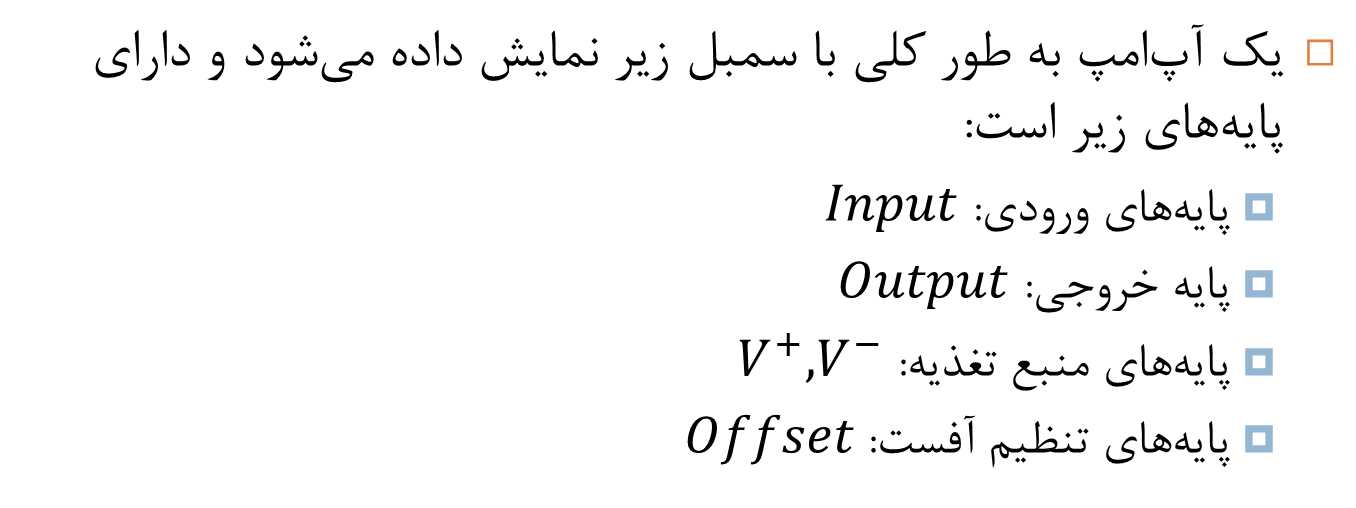 یک آپ‌امپ به طور کلی با سمبل زیر نمایش داده می‌شود و دارای
پایه‌های زیر است:
پایه‌های ورودی: Input
پایه خروجی: Output
پایه‌های منبع تغذیه: V⁺,V⁻
پایه‌های تنظیم آفست: Offset